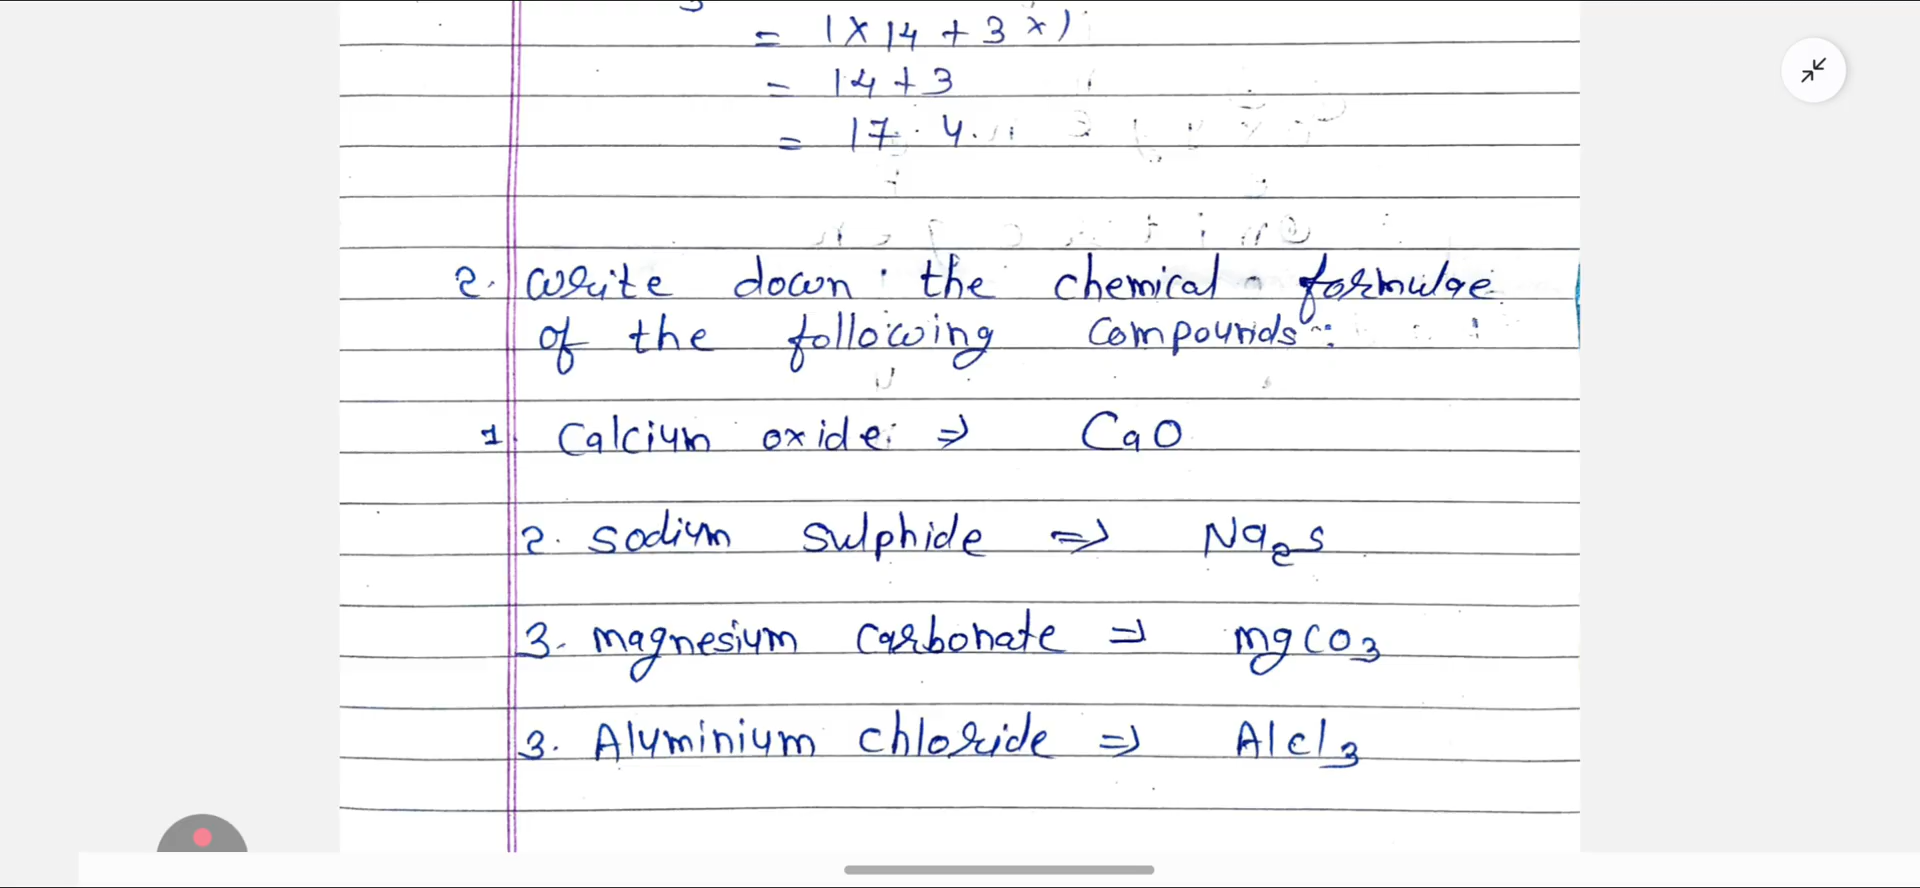 = 1 × 14 + 3 × 1
= 14 + 3
= 17. u.
2. Write down the chemical formulae
of the following compounds:
1. Calcium oxide ⇒ CaO
2. Sodium sulphide ⇒ Na₂S
3. Magnesium carbonate ⇒ MgCO₃
3. Aluminium chloride ⇒ AlCl₃